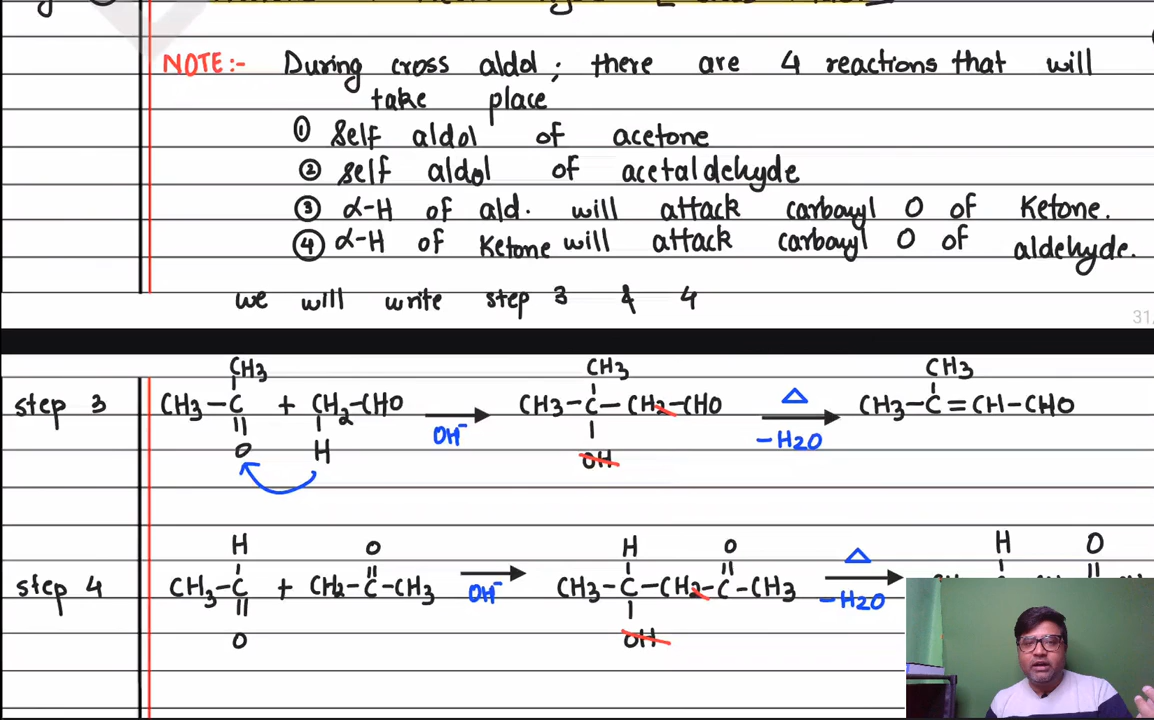 NOTE:- During cross aldol ; there are 4 reactions that will
take place
① Self aldol of acetone
② self aldol of acetaldehyde
③ α-H of ald. will attack carbonyl O of Ketone.
④ α-H of Ketone will attack carbonyl O of aldehyde.
we will write step 3 & 4
31,
CH3 CH3 CH3
step 3 CH3-C + CH2-CHO OH⁻ CH3-C-CH2-CHO Δ -H2O CH3-C=CH-CHO
O H OH
H O H O H O
step 4 CH3-C + CH2-C-CH3 OH⁻ CH3-C-CH2-C-CH3 Δ -H2O
O OH